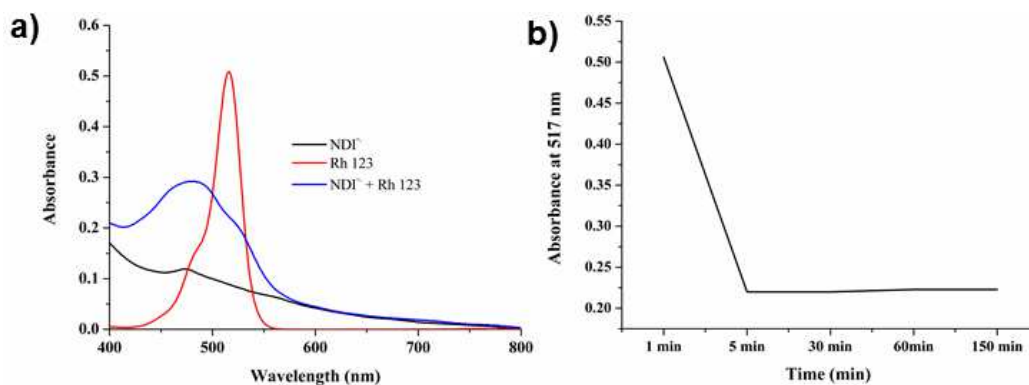 a)
0.6
0.5
0.4
0.3
0.2
0.1
0.0
Absorbance
NDI⁻
Rh 123
NDI⁻ + Rh 123
400 500 600 700 800
Wavelength (nm)
b)
0.55
0.50
0.45
0.40
0.35
0.30
0.25
0.20
Absorbance at 517 nm
1 min 5 min 30 min 60min 150 min
Time (min)